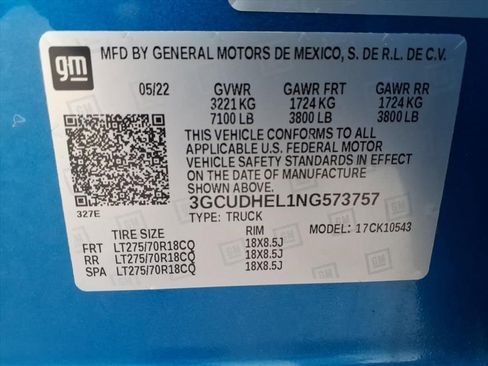 gm
MFD BY GENERAL MOTORS DE MEXICO, S. DE R.L. DE C.V.
05/22 GVWR GAWR FRT GAWR RR
3221 KG 1724 KG 1724 KG
7100 LB 3800 LB 3800 LB
THIS VEHICLE CONFORMS TO ALL
APPLICABLE U.S. FEDERAL MOTOR
VEHICLE SAFETY STANDARDS IN EFFECT
ON THE DATE OF MANUFACTURE
SHOWN ABOVE.
327E
3GCUDHEL1NG573757
TYPE: TRUCK
TIRE SIZE RIM MODEL: 17CK10543
FRT LT275/70R18CQ 18X8.5J
RR LT275/70R18CQ 18X8.5J
SPA LT275/70R18CQ 18X8.5J